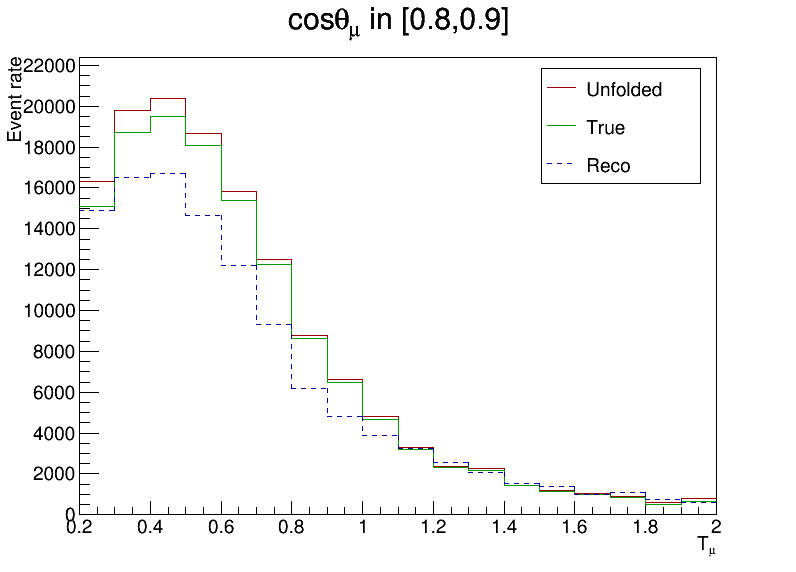 cosθμ in [0.8,0.9]
Event rate
22000
20000
18000
16000
14000
12000
10000
8000
6000
4000
2000
0
Unfolded
True
Reco
0.2 0.4 0.6 0.8 1 1.2 1.4 1.6 1.8 2
Tμ